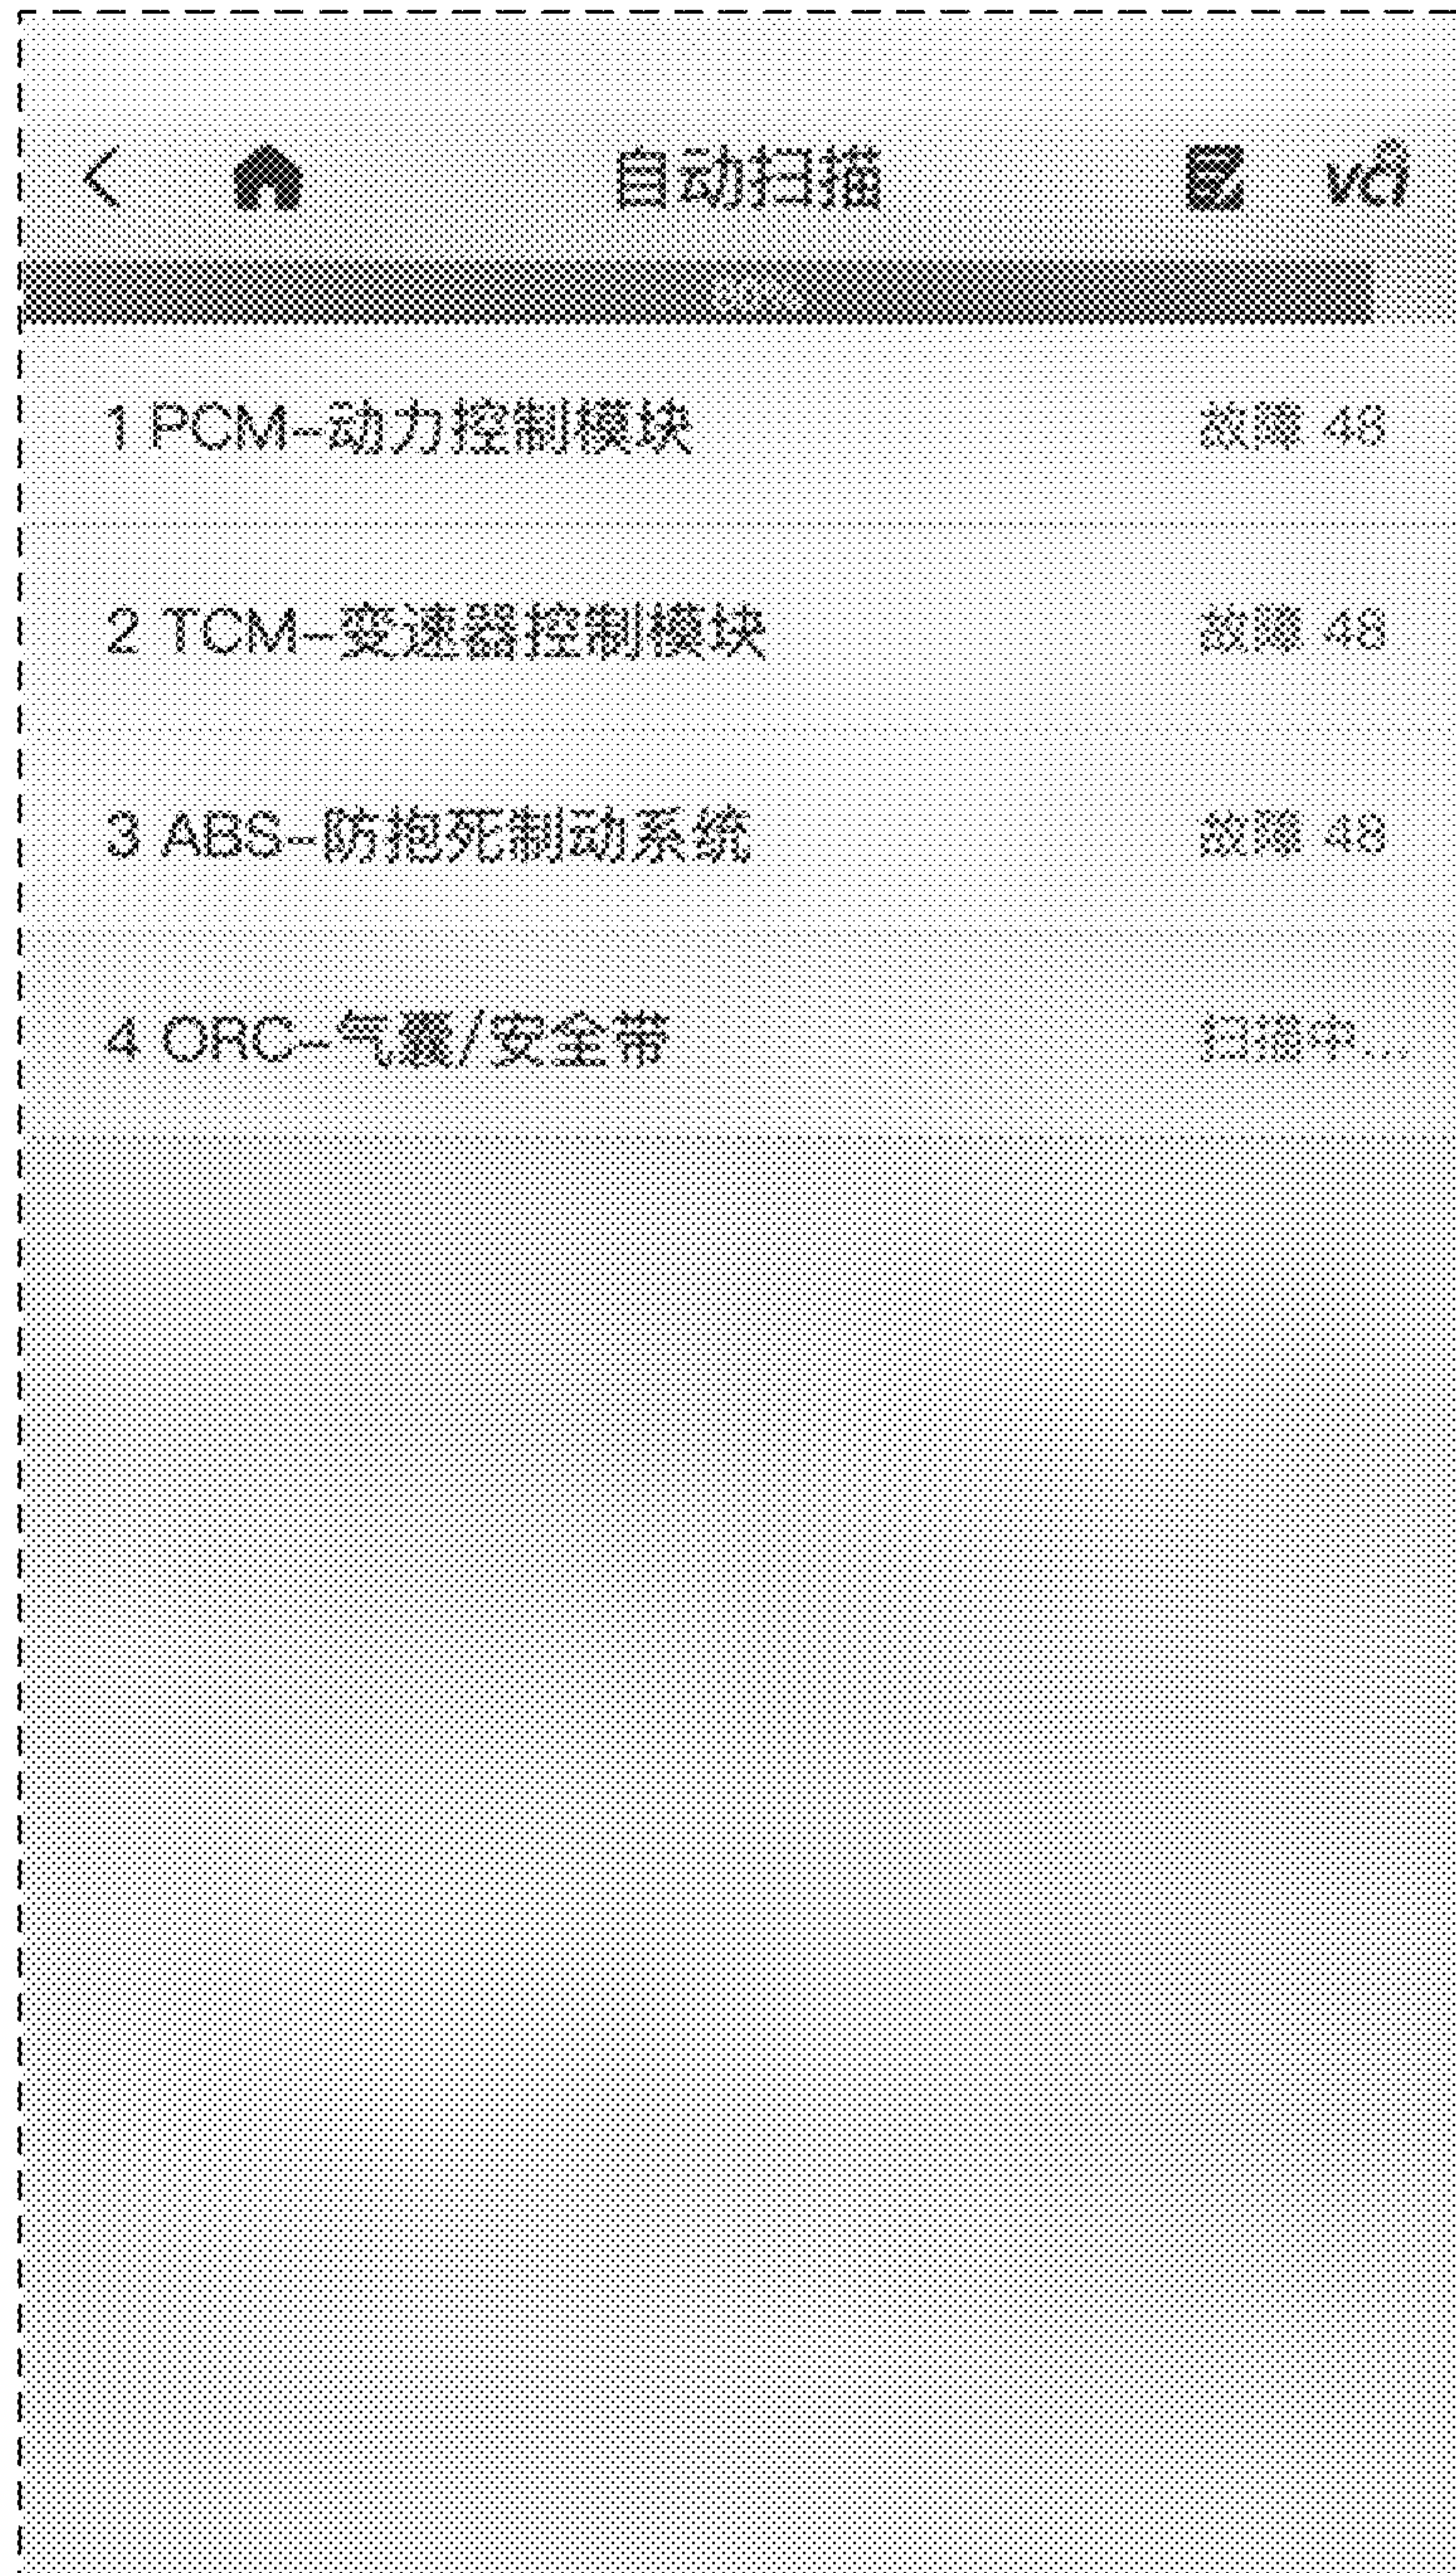 自动扫描 vci
1 PCM-动力控制模块 故障 48
2 TCM-变速器控制模块 故障 48
3 ABS-防抱死制动系统 故障 48
4 ORC-气囊/安全带 扫描中...